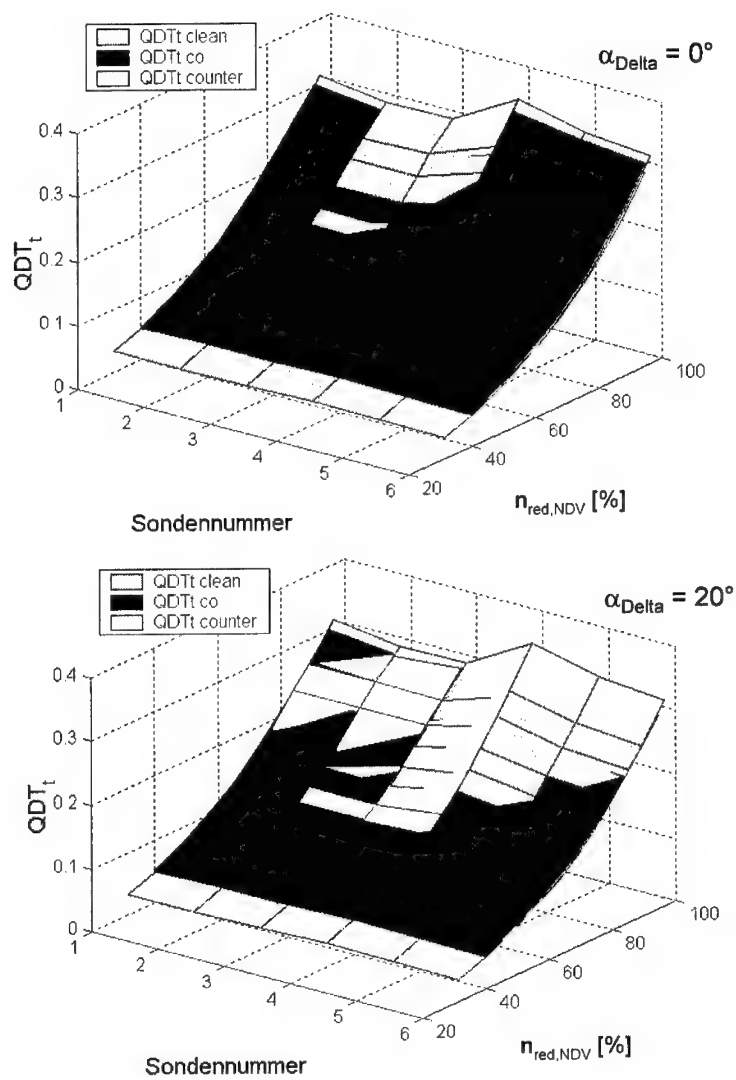 QDTt clean
QDTt co
QDTt counter
α_Delta = 0°
0.4
0.3
0.2
0.1
0
QDT_t
1
2
3
4
5
6
20
40
60
80
100
Sondennummer
n_red,NDV [%]
QDTt clean
QDTt co
QDTt counter
α_Delta = 20°
0.4
0.3
0.2
0.1
0
QDT_t
1
2
3
4
5
6
20
40
60
80
100
Sondennummer
n_red,NDV [%]